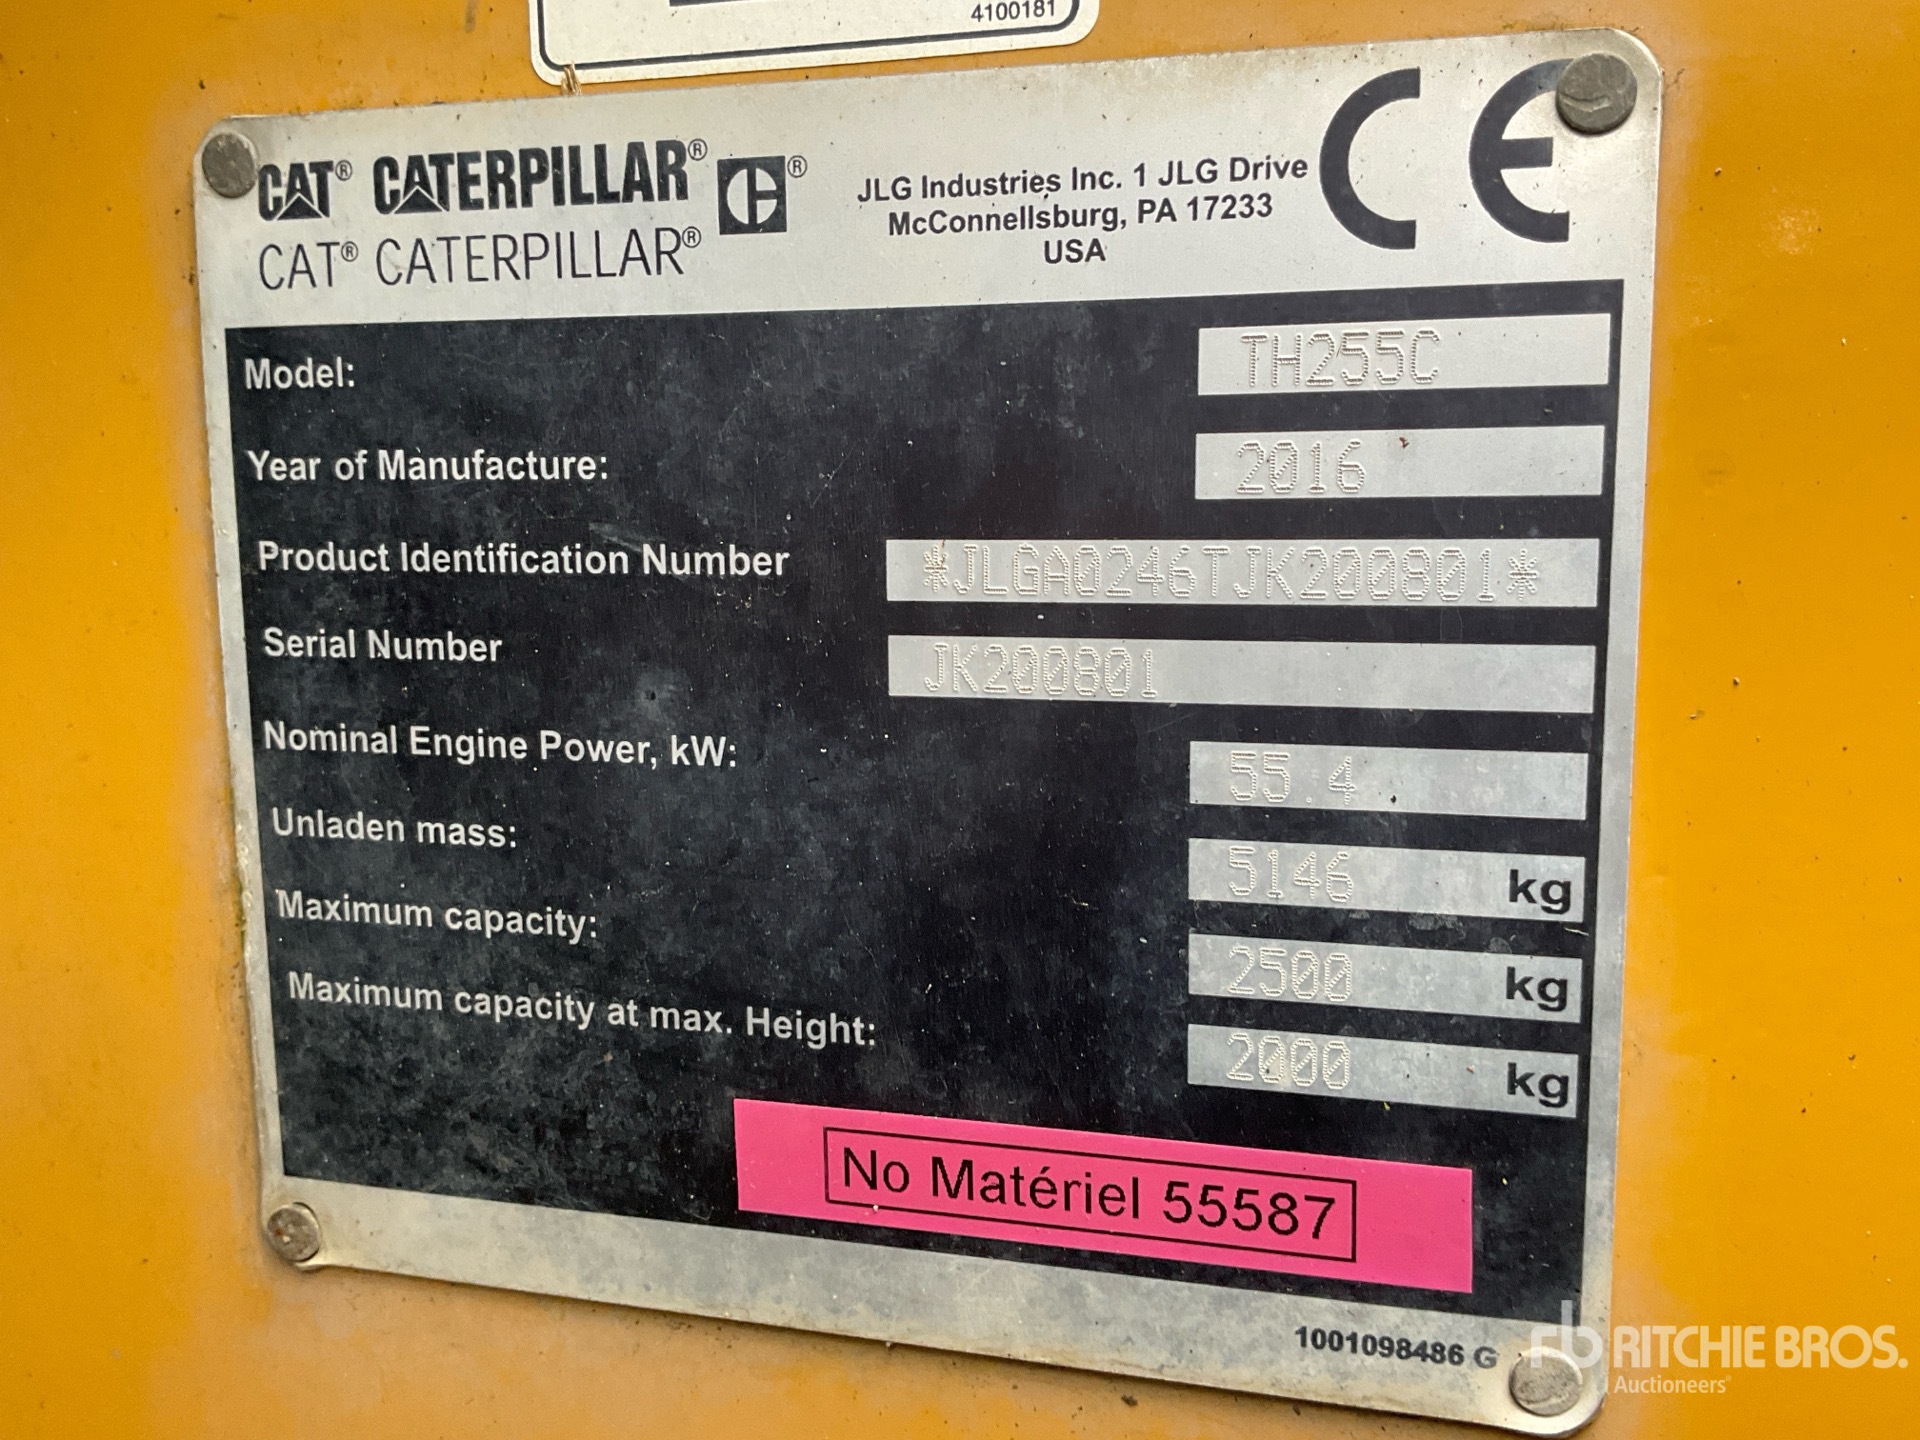 4100181
CAT® CATERPILLAR® ®
CAT® CATERPILLAR®
JLG Industries Inc. 1 JLG Drive
McConnellsburg, PA 17233
USA
CE
Model: TH255C
Year of Manufacture: 2016
Product Identification Number *JLGA0246TJK200801*
Serial Number JK200801
Nominal Engine Power, kW: 55.4
Unladen mass: 5146 kg
Maximum capacity: 2500 kg
Maximum capacity at max. Height: 2000 kg
No Matériel 55587
1001098486 G
rb RITCHIE BROS.
Auctioneers